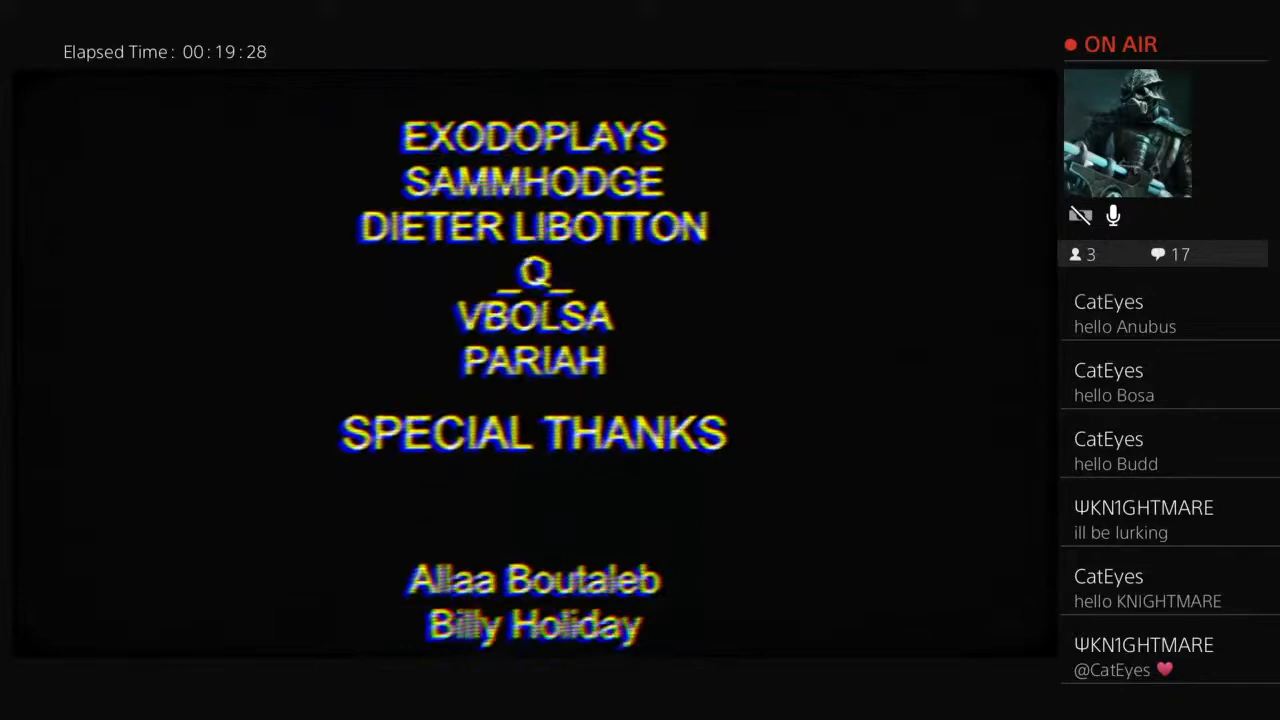 Elapsed Time: 00:19:28
EXODOPLAYS
SAMMHODGE
DIETER LIBOTTON
_Q_
VBOLSA
PARIAH
SPECIAL THANKS
Allaa Boutaleb
Billy Holiday
ON AIR
3 17
CatEyes
hello Anubus
CatEyes
hello Bosa
CatEyes
hello Budd
ΨKN1GHTMARE
ill be lurking
CatEyes
hello KNIGHTMARE
ΨKN1GHTMARE
@CatEyes ❤️